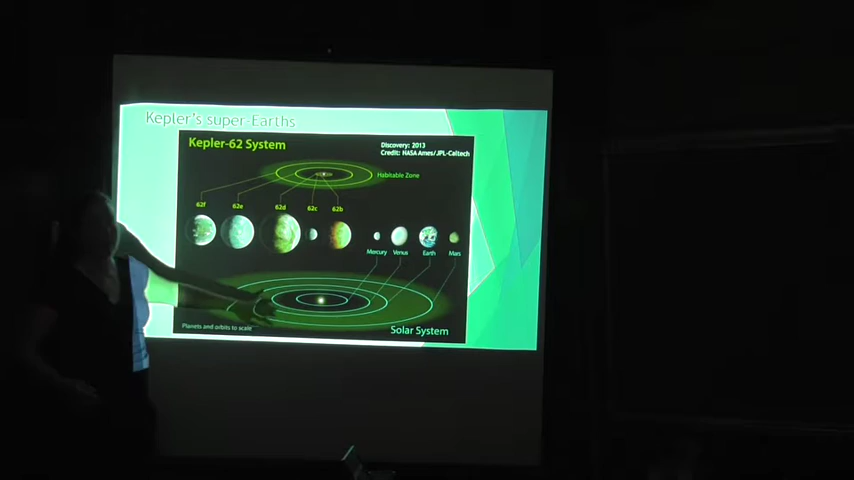 Kepler's super-Earths
Kepler-62 System
Discovery: 2013
Credit: NASA Ames/JPL-Caltech
Habitable Zone
62f 62e 62d 62c 62b
Mercury Venus Earth Mars
Planets and orbits to scale
Solar System